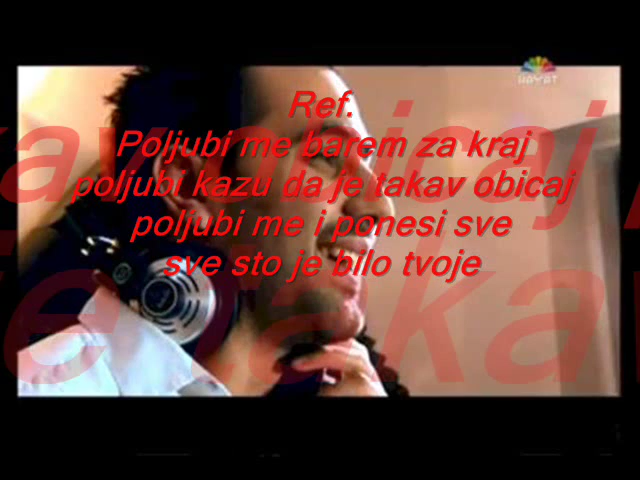 HAYAT
Ref.
Poljubi me barem za kraj
poljubi kazu da je takav obicaj
poljubi me i ponesi sve
sve sto je bilo tvoje